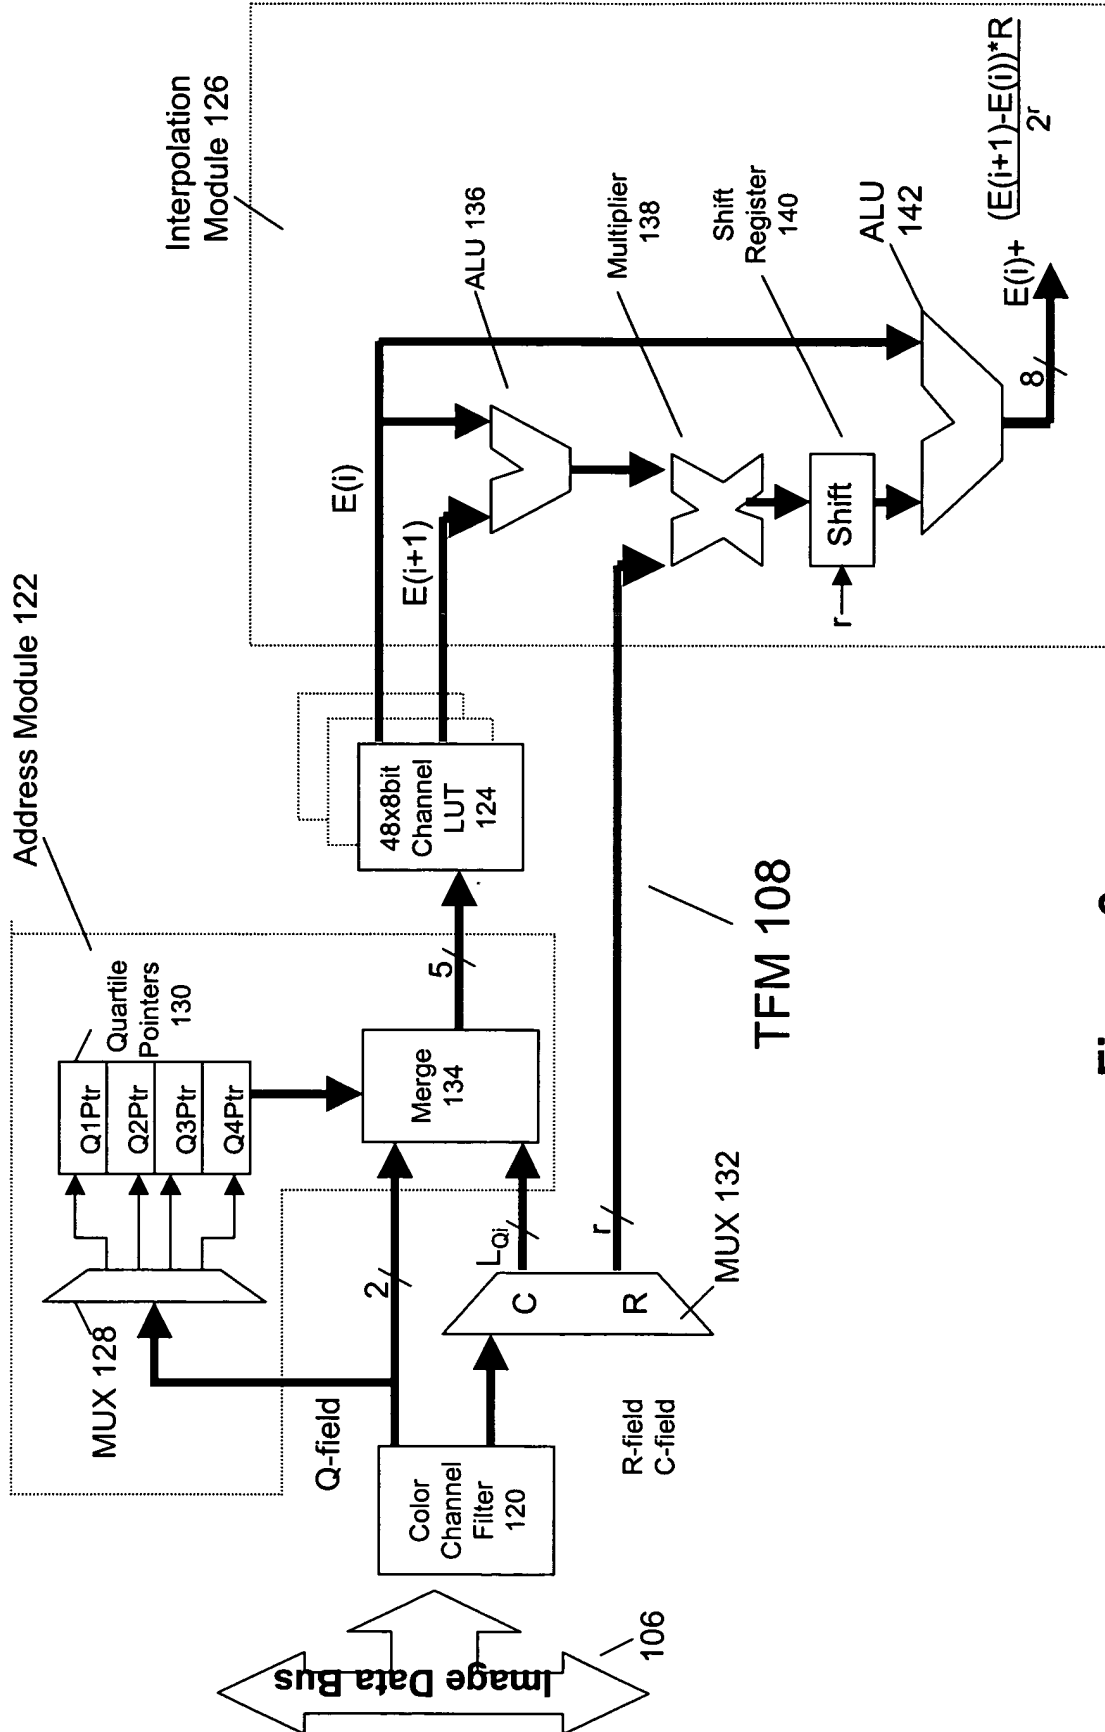 Image Data Bus
106
Color
Channel
Filter
120
Q-field
R-field
C-field
MUX 128
Q1Ptr
Q2Ptr
Q3Ptr
Q4Ptr
Quartile
Pointers
130
Address Module 122
2
LQi
r
C
R
MUX 132
Merge
134
5
48x8bit
Channel
LUT
124
TFM 108
Interpolation
Module 126
E(i)
E(i+1)
ALU 136
Multiplier
138
Shift
Register
140
r
Shift
ALU
142
8
E(i)+ (E(i+1)-E(i))*R
2r